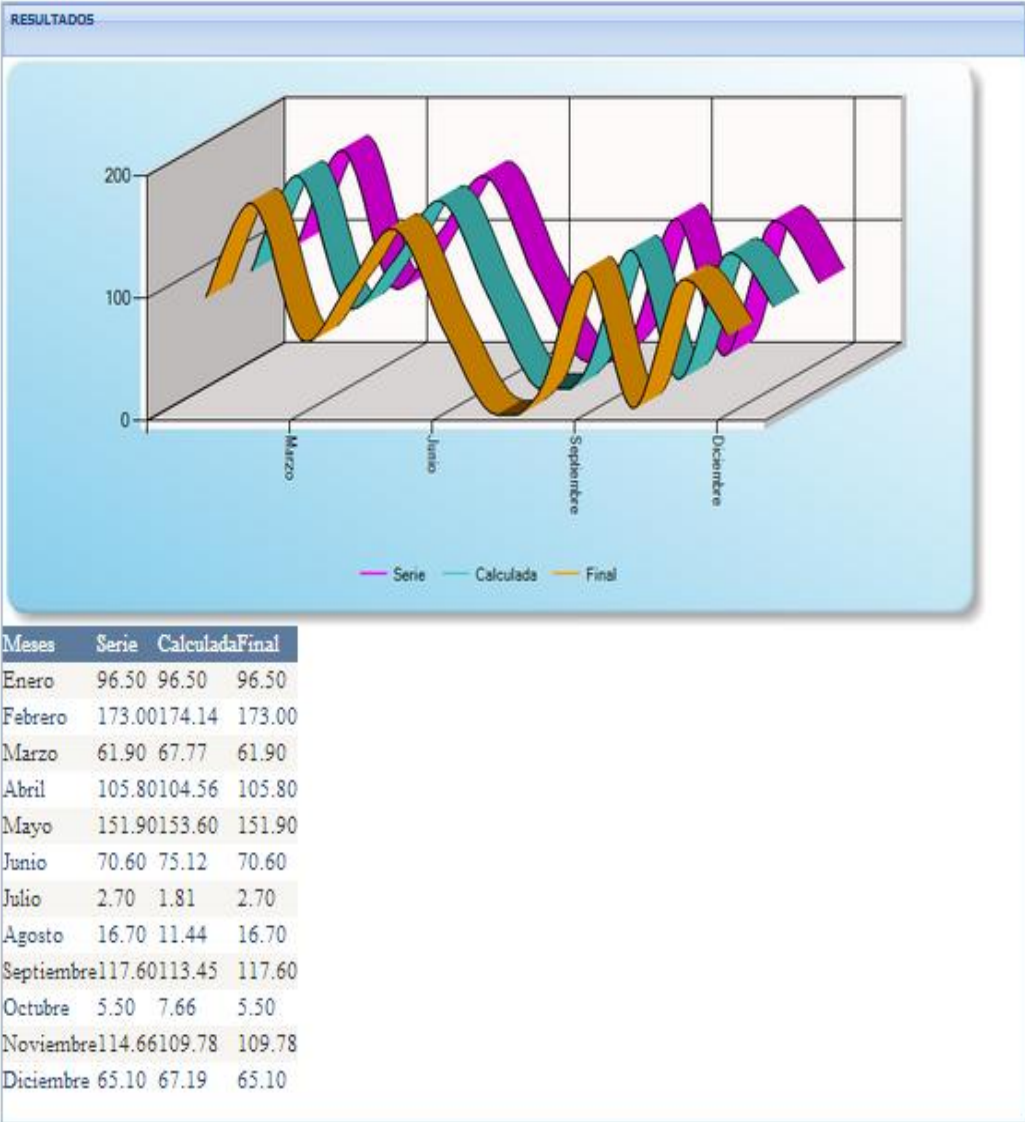 RESULTADOS
200
100
0
Marzo
Junio
Septiembre
Diciembre
Serie Calculada Final
Meses Serie Calculada Final
Enero 96.50 96.50 96.50
Febrero 173.00 174.14 173.00
Marzo 61.90 67.77 61.90
Abril 105.80 104.56 105.80
Mayo 151.90 153.60 151.90
Junio 70.60 75.12 70.60
Julio 2.70 1.81 2.70
Agosto 16.70 11.44 16.70
Septiembre 117.60 113.45 117.60
Octubre 5.50 7.66 5.50
Noviembre 114.66 109.78 109.78
Diciembre 65.10 67.19 65.10